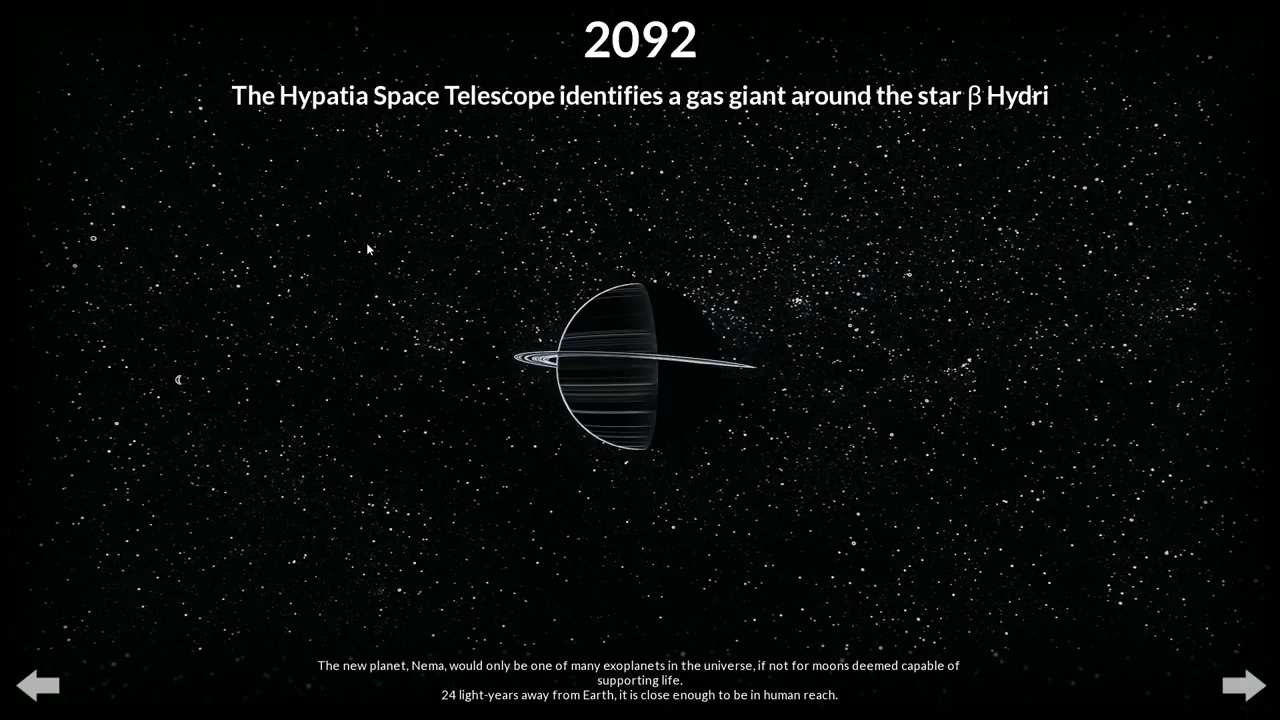 2092
The Hypatia Space Telescope identifies a gas giant around the star β Hydri
The new planet, Nema, would only be one of many exoplanets in the universe, if not for moons deemed capable of
supporting life.
24 light-years away from Earth, it is close enough to be in human reach.